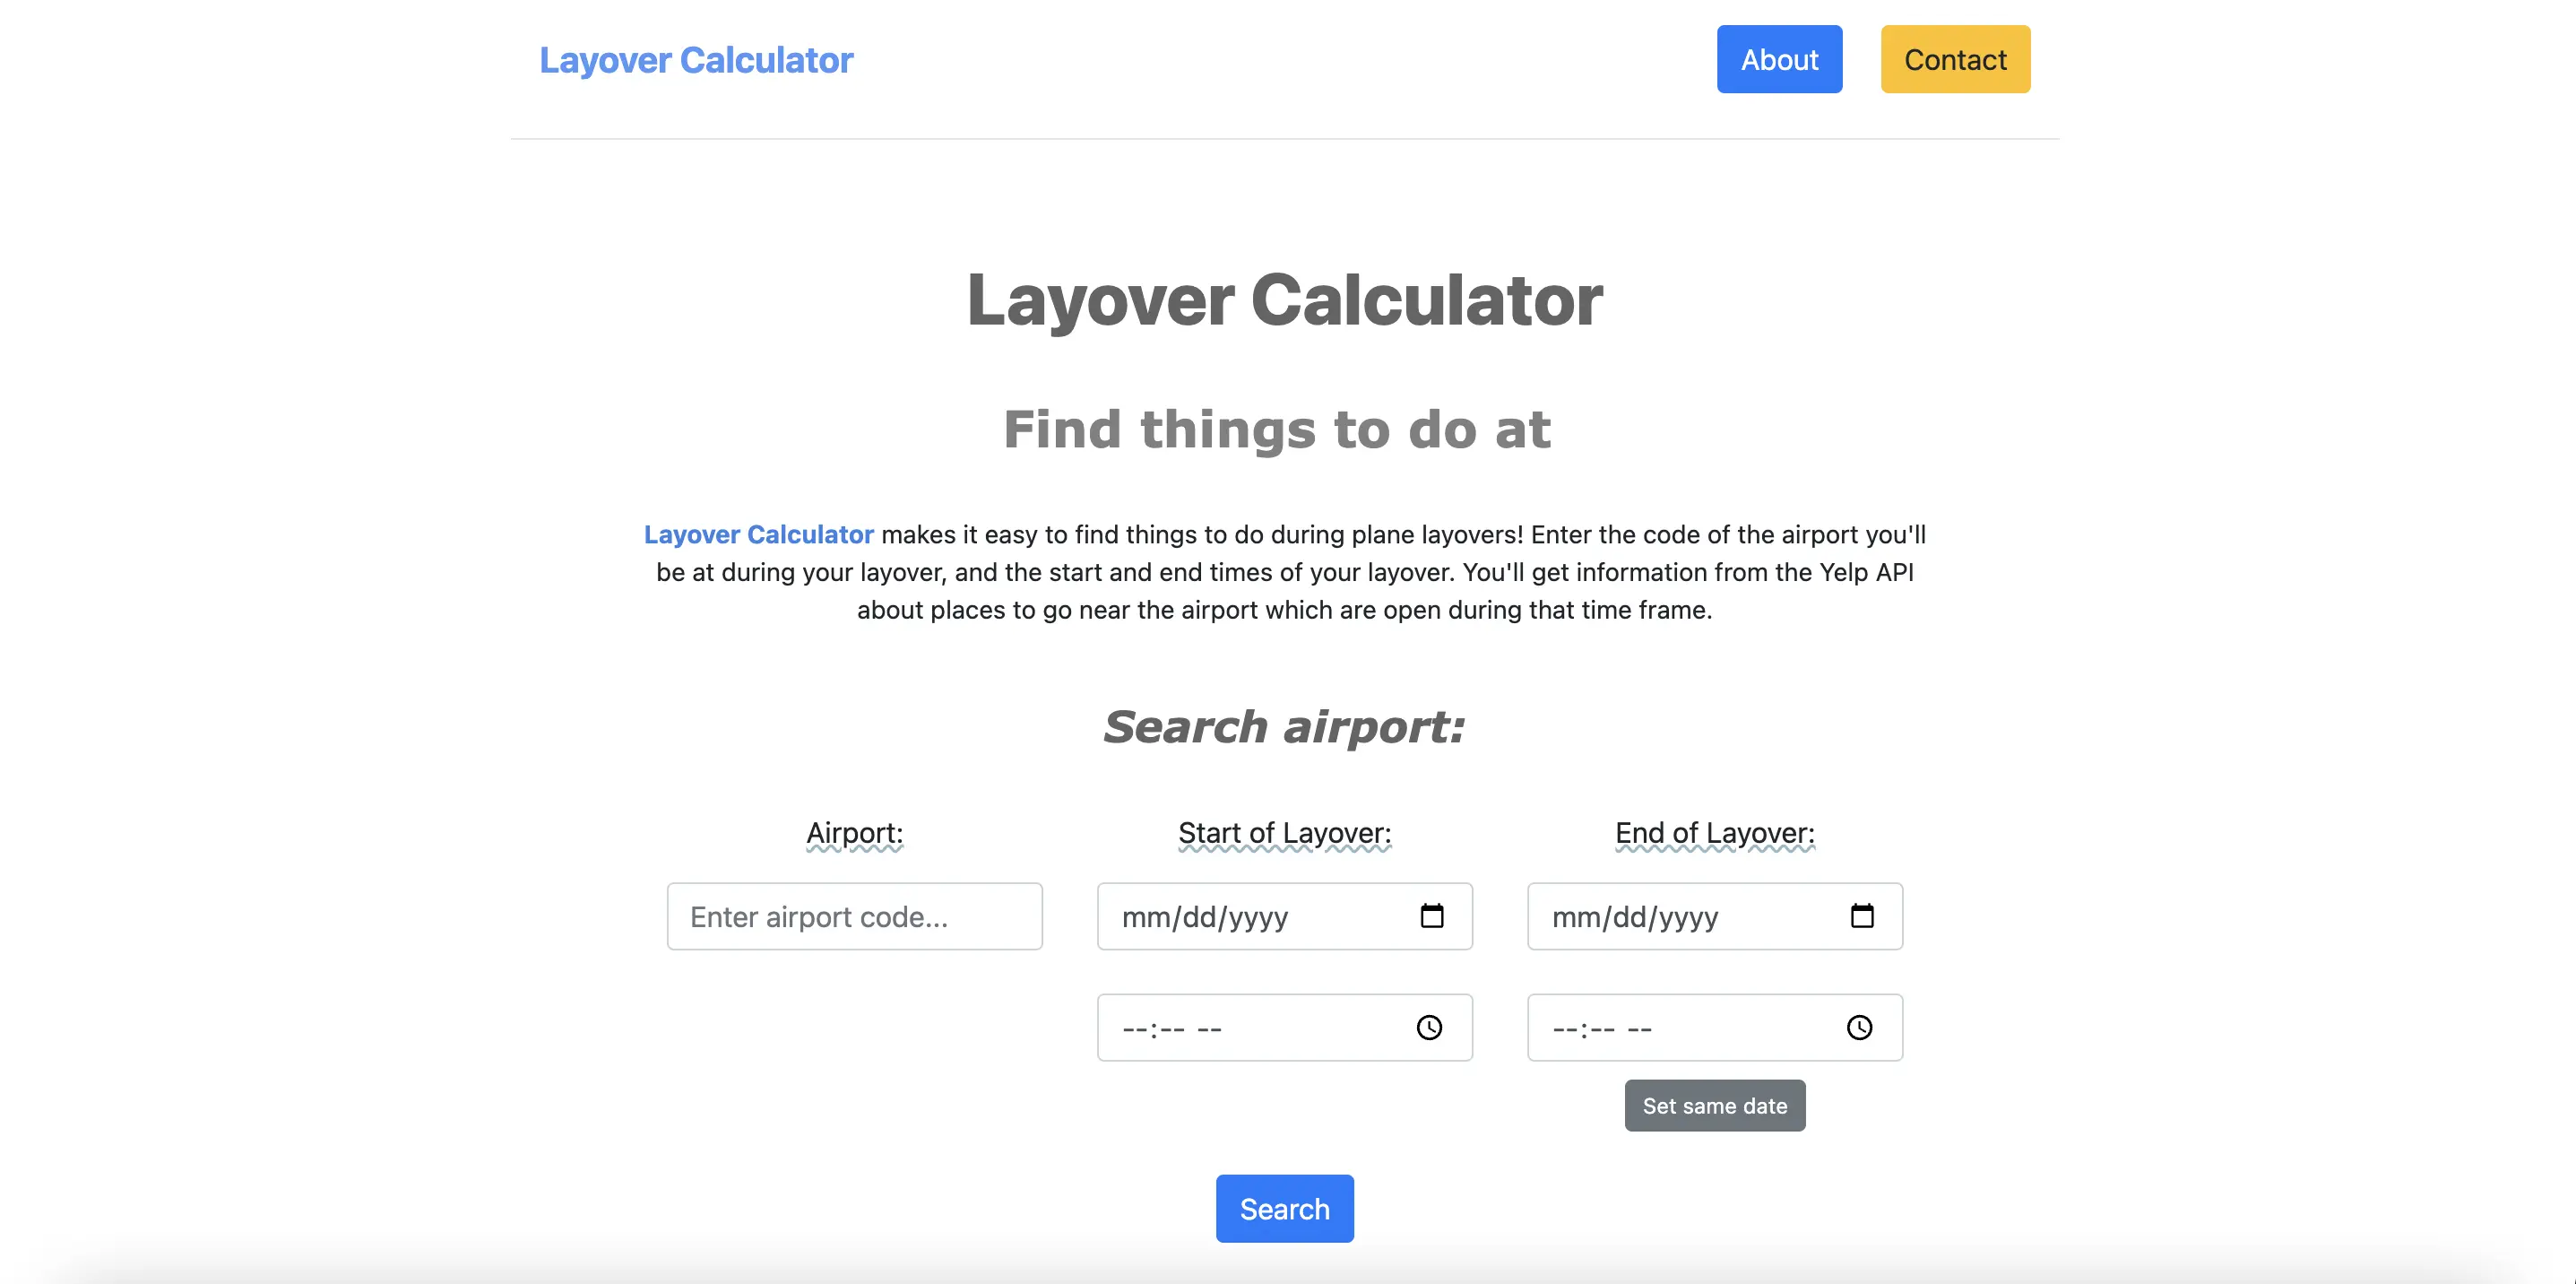 Layover Calculator
About
Contact
Layover Calculator
Find things to do at
Layover Calculator makes it easy to find things to do during plane layovers! Enter the code of the airport you'll
be at during your layover, and the start and end times of your layover. You'll get information from the Yelp API
about places to go near the airport which are open during that time frame.
Search airport:
Airport:
Start of Layover:
End of Layover:
Enter airport code...
mm/dd/yyyy
mm/dd/yyyy
--:-- --
--:-- --
Set same date
Search